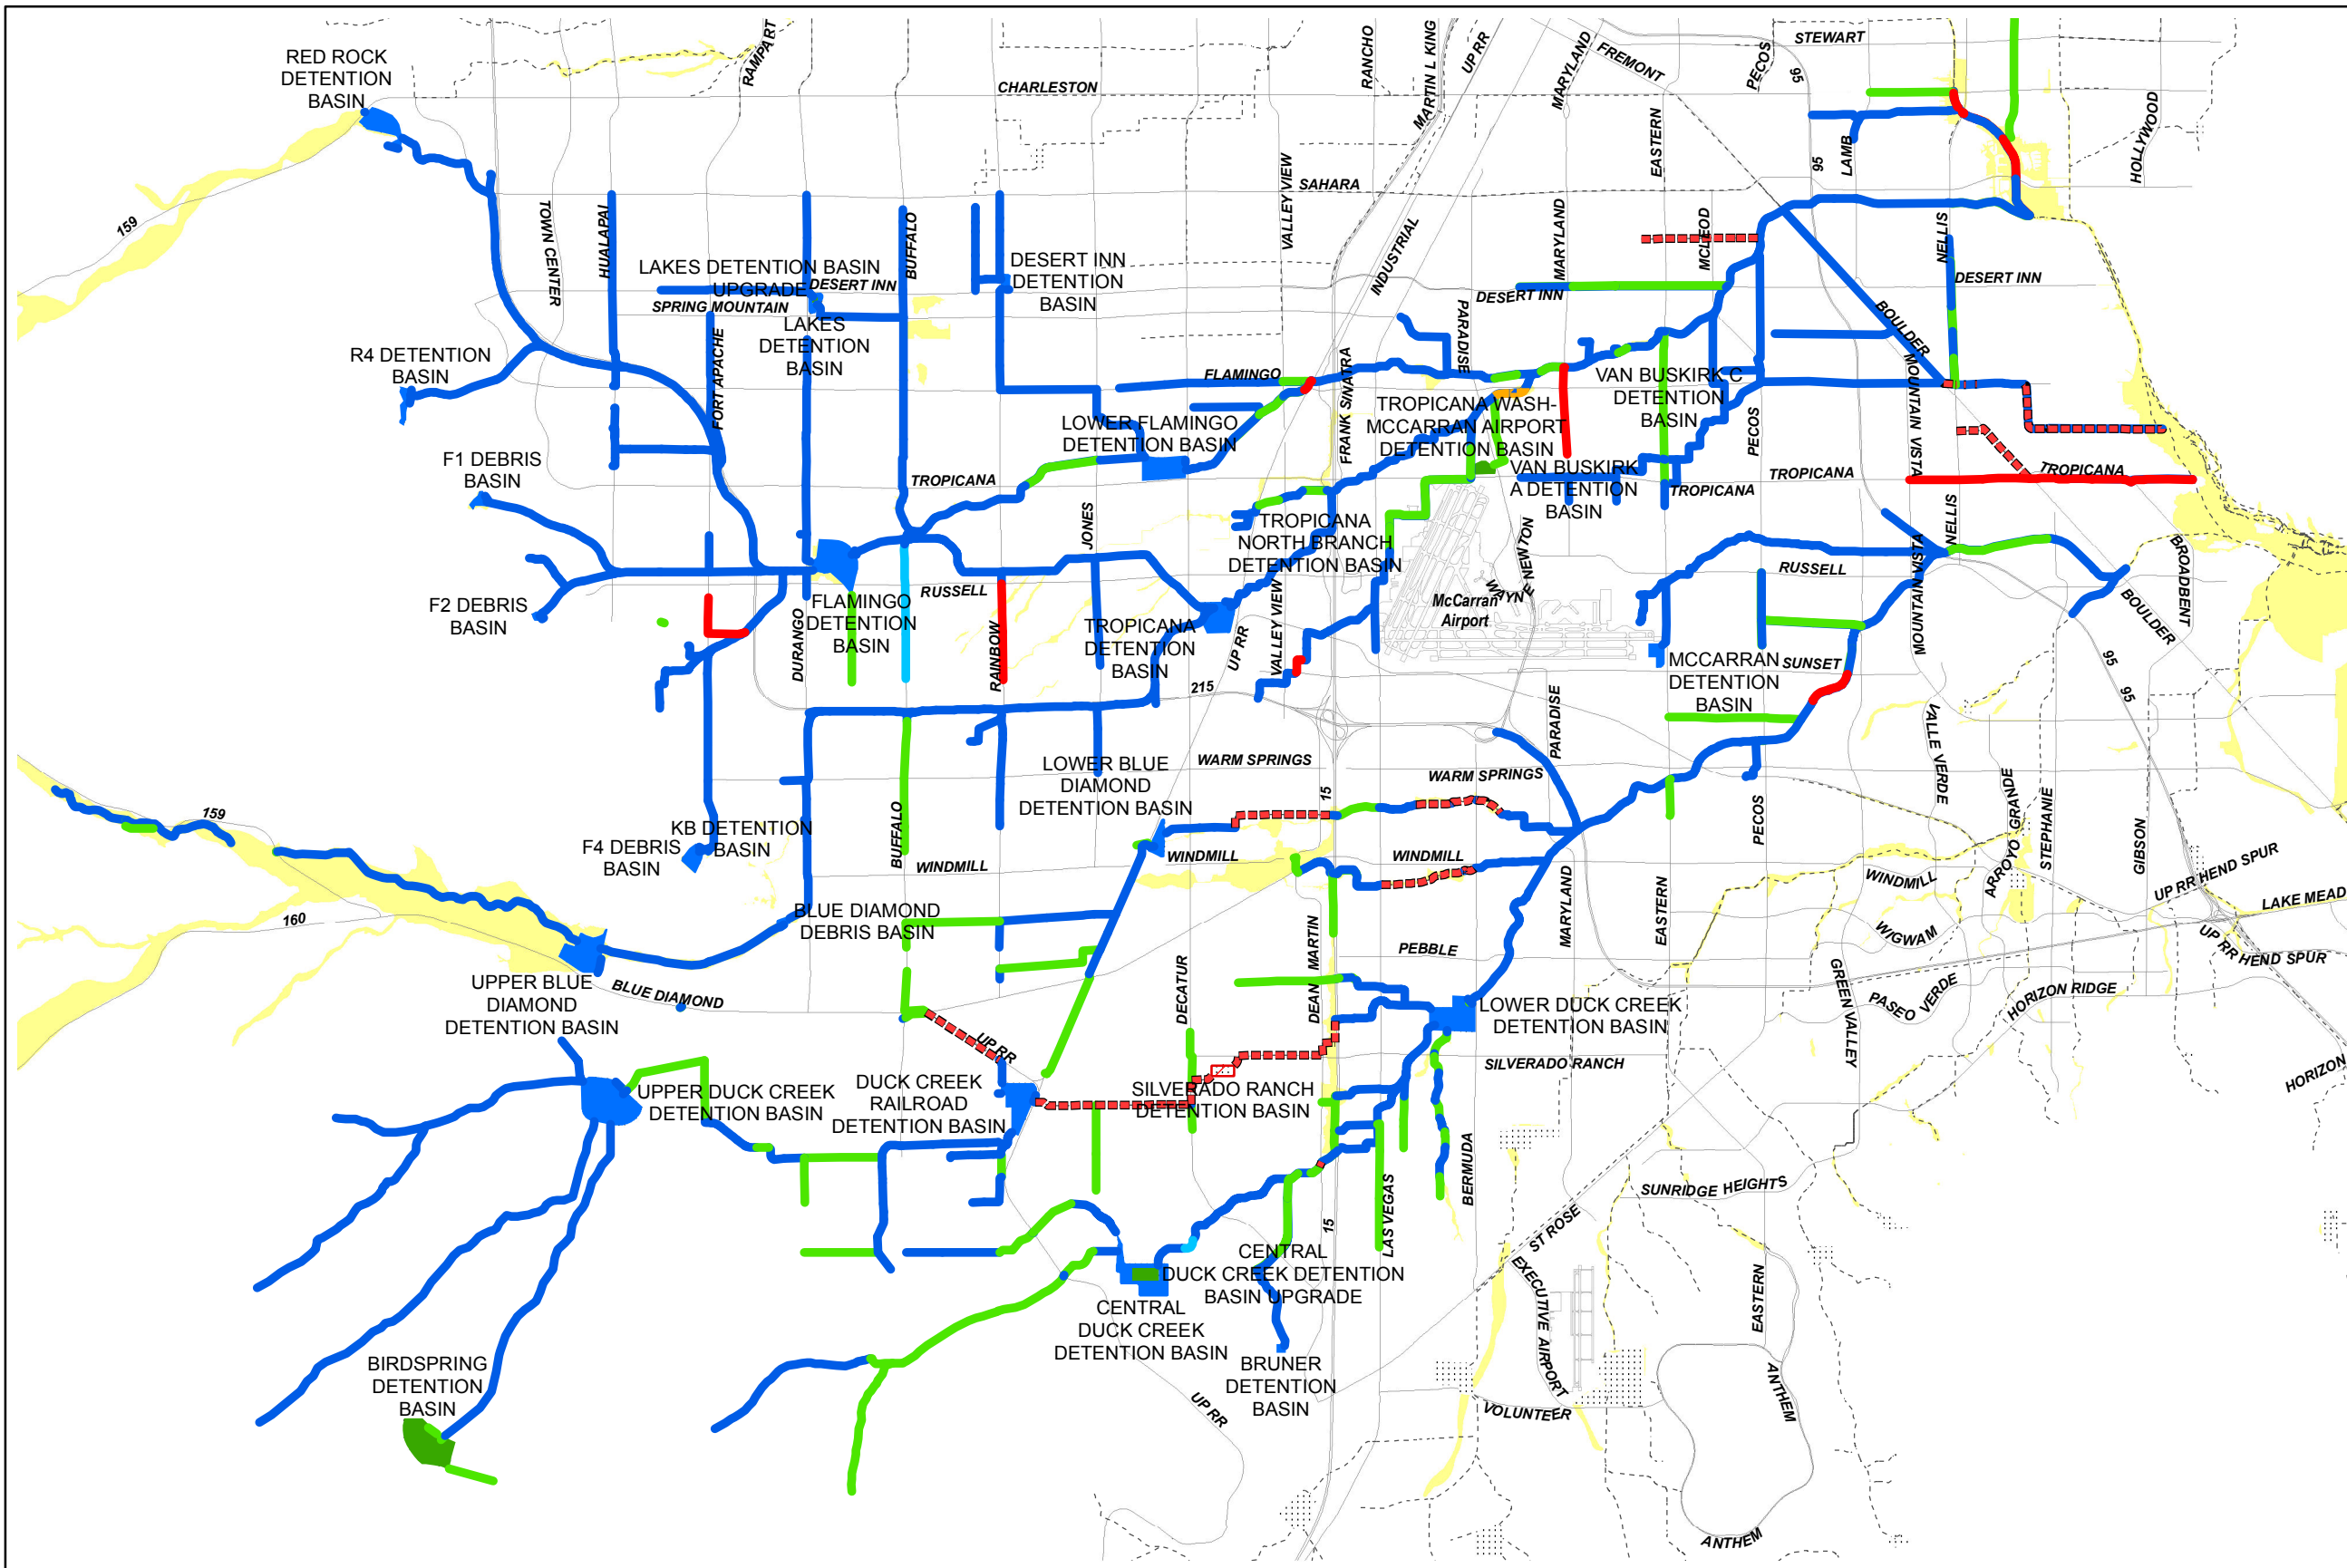 RED ROCK
DETENTION
BASIN
RAMPART
RANCHO
MARTIN L KING
UP RR
MARYLAND
FREMONT
PECOS
95
STEWART
CHARLESTON
LAMB
95
HOLLYWOOD
EASTERN
159
TOWN CENTER
HUALAPAI
BUFFALO
VALLEY VIEW
SAHARA
INDUSTRIAL
MARYLAND
MCLEOD
NELLIS
LAKES DETENTION BASIN
UPGRADE
DESERT INN
SPRING MOUNTAIN
DESERT INN
DETENTION
BASIN
LAKES
DETENTION
BASIN
PARADISE
DESERT INN
DESERT INN
BOULDER
R4 DETENTION
BASIN
FORT APACHE
FRANK SINATRA
FLAMINGO
VAN BUSKIRK C
DETENTION
BASIN
MOUNTAIN VISTA
LOWER FLAMINGO
DETENTION BASIN
TROPICANA WASH-
MCCARRAN AIRPORT
DETENTION BASIN
PECOS
F1 DEBRIS
BASIN
TROPICANA
VAN BUSKIRK
A DETENTION
BASIN
TROPICANA
TROPICANA
TROPICANA
JONES
TROPICANA
NORTH BRANCH
DETENTION BASIN
WAYNE NEWTON
NELLIS
MOUNTAIN VISTA
BROADBENT
F2 DEBRIS
BASIN
RUSSELL
RUSSELL
FLAMINGO
DETENTION
BASIN
McCarran
Airport
BOULDER
DURANGO
RAINBOW
TROPICANA
DETENTION
BASIN
UP RR
VALLEY VIEW
MCCARRAN
DETENTION
BASIN
SUNSET
95
215
PARADISE
VALLE VERDE
159
LOWER BLUE
DIAMOND
DETENTION BASIN
WARM SPRINGS
15
WARM SPRINGS
ARROYO GRANDE
STEPHANIE
GIBSON
PECOS
F4 DEBRIS
BASIN
KB DETENTION
BASIN
BUFFALO
WINDMILL
WINDMILL
WINDMILL
WINDMILL
UP RR HEND SPUR
LAKE MEAD
160
BLUE DIAMOND
DEBRIS BASIN
MARYLAND
EASTERN
WIGWAM
UP RR HEND SPUR
PEBBLE
DECATUR
DEAN MARTIN
GREEN VALLEY
PASEO VERDE
HORIZON RIDGE
UPPER BLUE
DIAMOND
DETENTION BASIN
BLUE DIAMOND
LOWER DUCK CREEK
DETENTION BASIN
UP RR
SILVERADO RANCH
HORIZON
UPPER DUCK CREEK
DETENTION BASIN
DUCK CREEK
RAILROAD
DETENTION BASIN
SILVERADO RANCH
DETENTION BASIN
BERMUDA
SUNRIDGE HEIGHTS
LAS VEGAS
15
ST ROSE
CENTRAL
DUCK CREEK DETENTION
BASIN UPGRADE
EXECUTIVE AIRPORT
EASTERN
CENTRAL
DUCK CREEK
DETENTION BASIN
BRUNER
DETENTION
BASIN
BIRDSPRING
DETENTION
BASIN
UP RR
VOLUNTEER
ANTHEM
ANTHEM